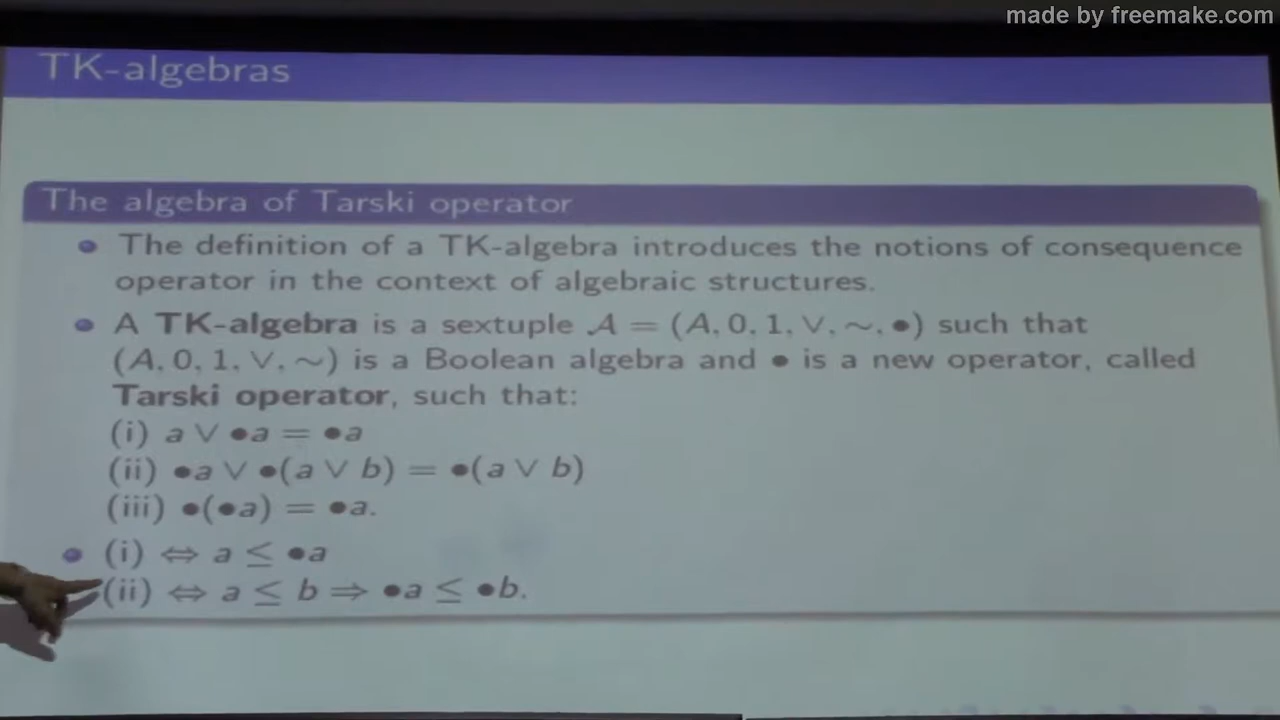 made by freemake.com
TK-algebras
The algebra of Tarski operator
• The definition of a TK-algebra introduces the notions of consequence
operator in the context of algebraic structures.
• A TK-algebra is a sextuple 𝒜 = (A, 0, 1, ∨, ∼, •) such that
(A, 0, 1, ∨, ∼) is a Boolean algebra and • is a new operator, called
Tarski operator, such that:
(i) a ∨ •a = •a
(ii) •a ∨ •(a ∨ b) = •(a ∨ b)
(iii) •(•a) = •a.
• (i) ⇔ a ≤ •a
(ii) ⇔ a ≤ b ⇒ •a ≤ •b.